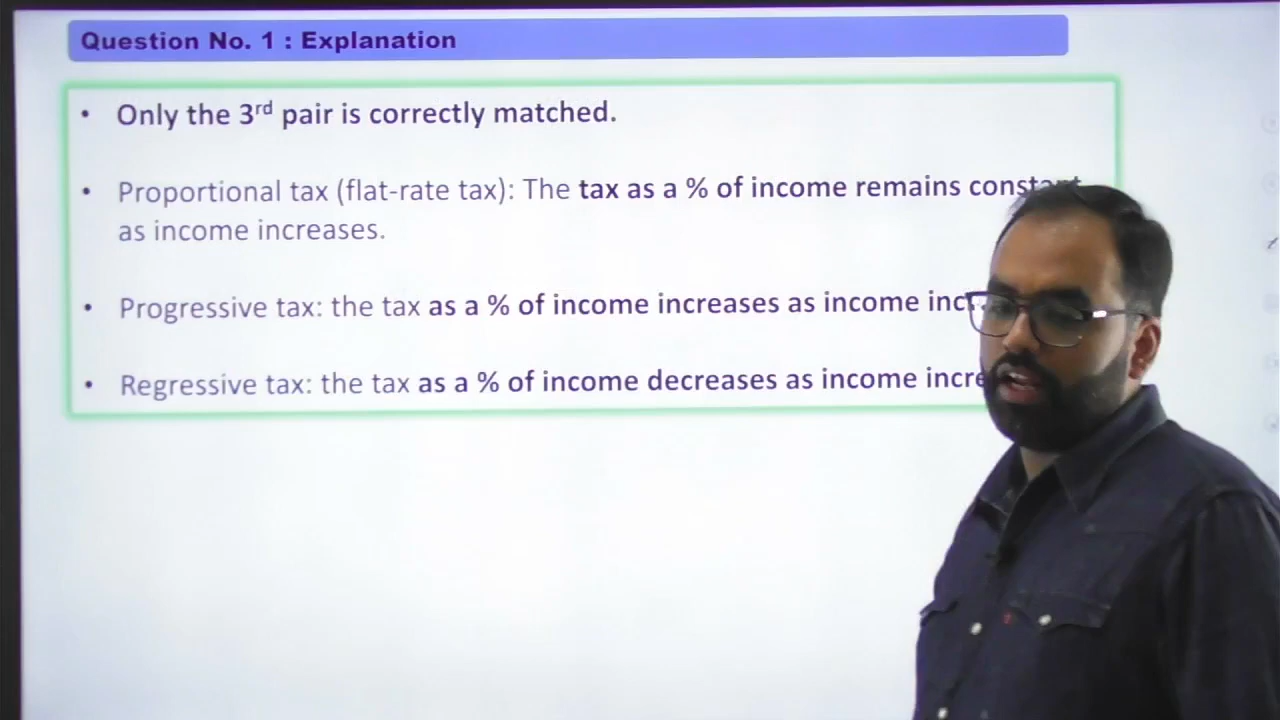 Question No. 1 : Explanation
• Only the 3rd pair is correctly matched.
• Proportional tax (flat-rate tax): The tax as a % of income remains constant
as income increases.
• Progressive tax: the tax as a % of income increases as income
• Regressive tax: the tax as a % of income decreases as income